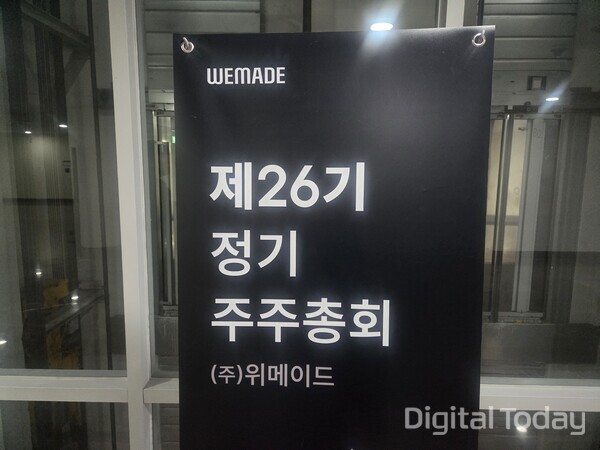 WEMADE
제26기
정기
주주총회
(주)위메이드
Digital Today